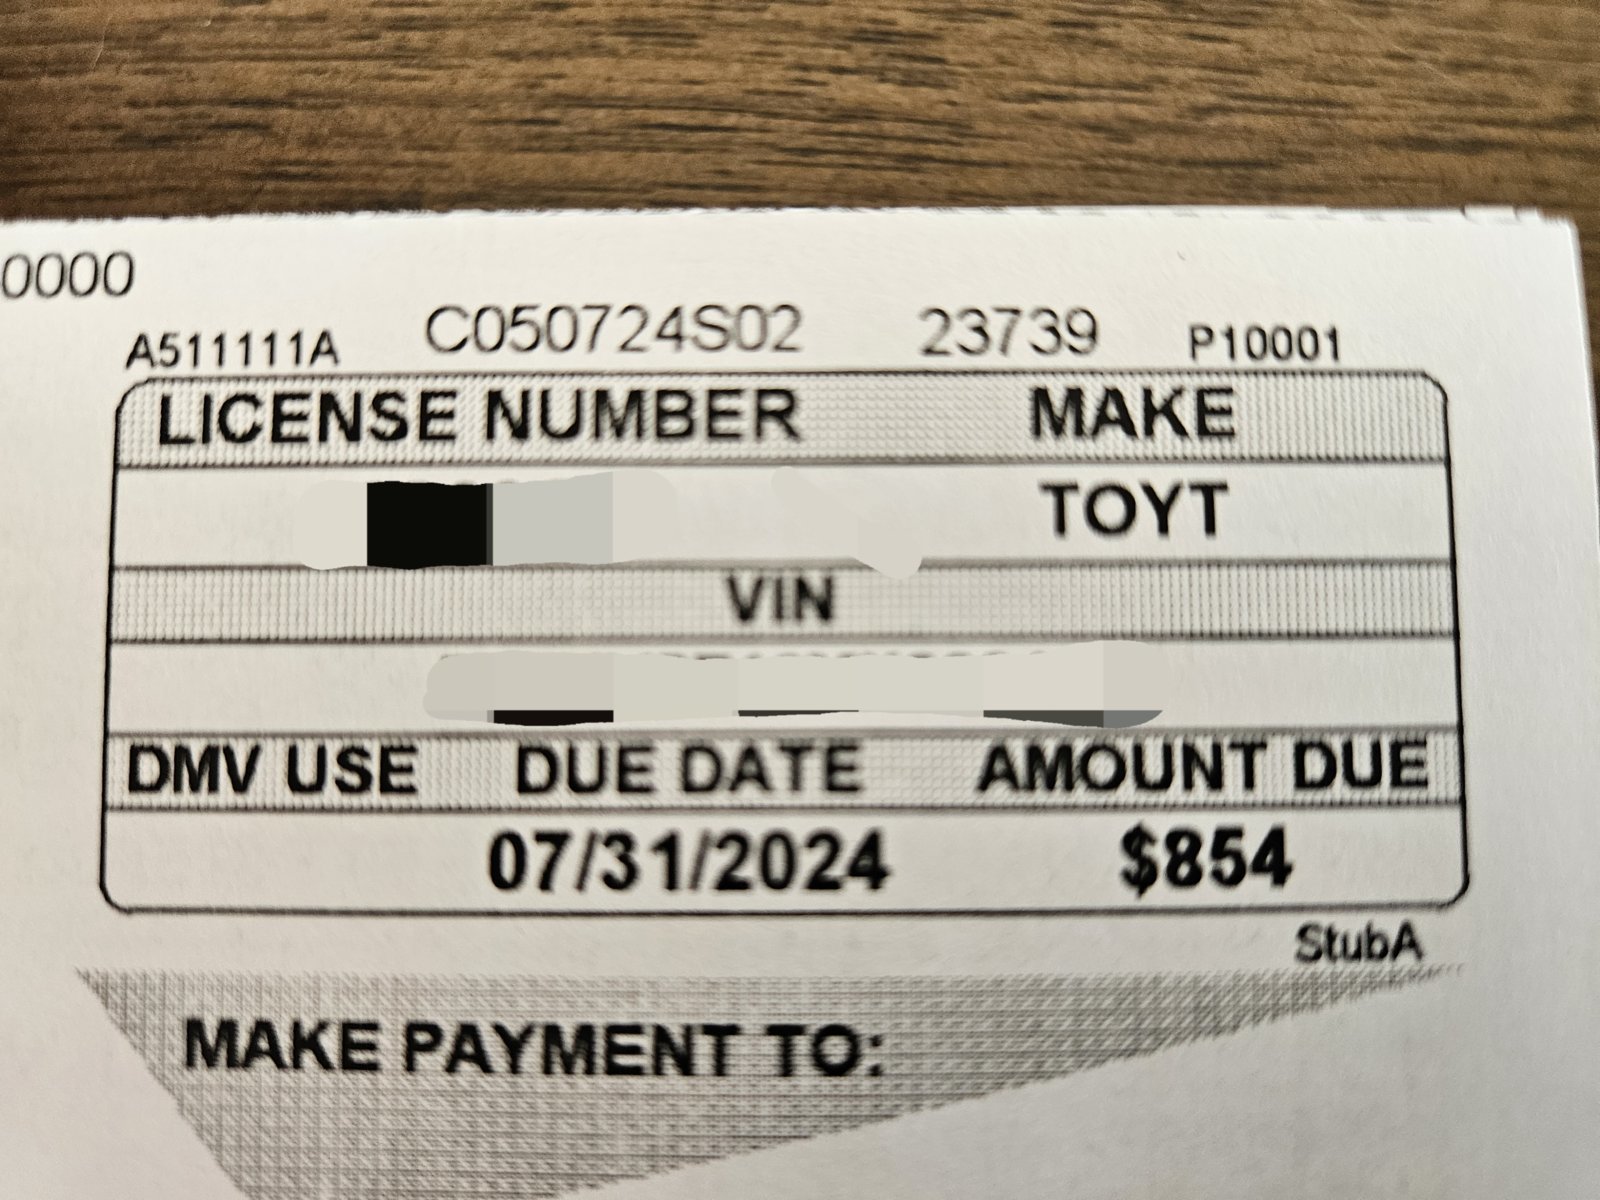 0000
A511111A C050724S02 23739 P10001
LICENSE NUMBER MAKE
TOYT
VIN
DMV USE DUE DATE AMOUNT DUE
07/31/2024 $854
StubA
MAKE PAYMENT TO: